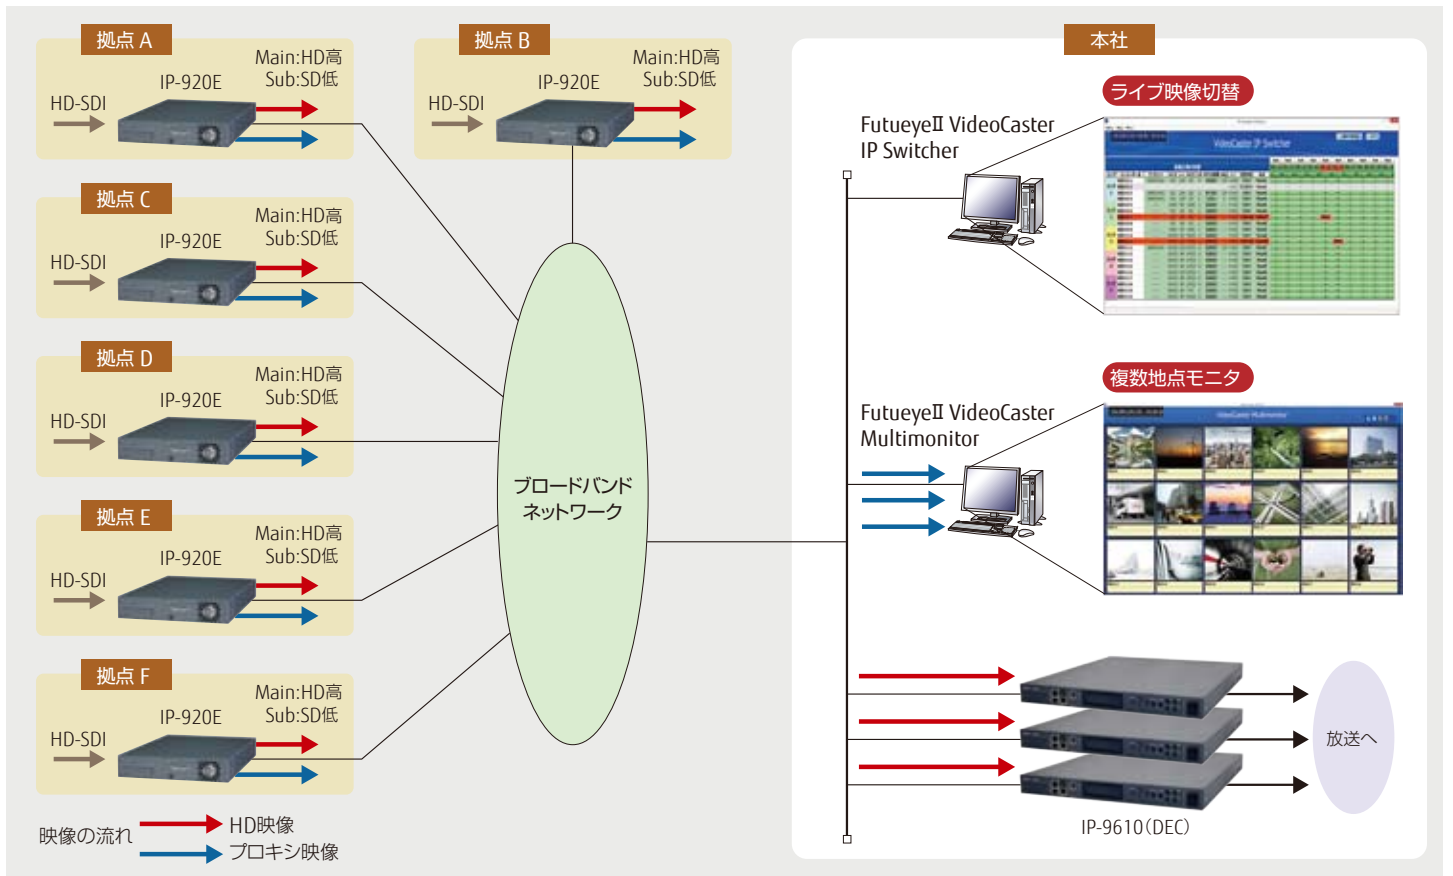 拠点 A
Main:HD高
Sub:SD低
IP-920E
HD-SDI
拠点 B
Main:HD高
Sub:SD低
IP-920E
HD-SDI
拠点 C
Main:HD高
Sub:SD低
IP-920E
HD-SDI
拠点 D
Main:HD高
Sub:SD低
IP-920E
HD-SDI
拠点 E
Main:HD高
Sub:SD低
IP-920E
HD-SDI
拠点 F
Main:HD高
Sub:SD低
IP-920E
HD-SDI
映像の流れ
HD映像
プロキシ映像
ブロードバンド
ネットワーク
本社
ライブ映像切替
FutueyeⅡ VideoCaster
IP Switcher
VideoCaster IP Switcher
複数地点モニタ
FutueyeⅡ VideoCaster
Multimonitor
VideoCaster Multimonitor
IP-9610(DEC)
放送へ